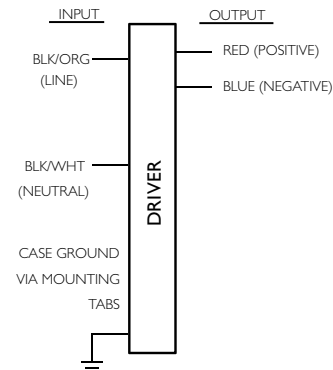 INPUT
OUTPUT
BLK/ORG
(LINE)
RED (POSITIVE)
BLUE (NEGATIVE)
BLK/WHT
(NEUTRAL)
DRIVER
CASE GROUND
VIA MOUNTING
TABS